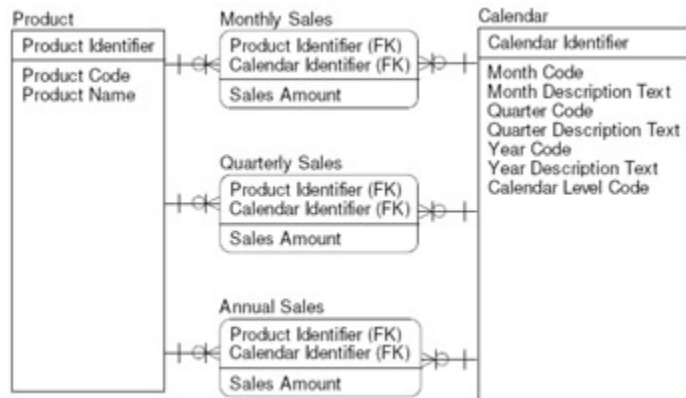 Product
Product Identifier
Product Code
Product Name
Monthly Sales
Product Identifier (FK)
Calendar Identifier (FK)
Sales Amount
Quarterly Sales
Product Identifier (FK)
Calendar Identifier (FK)
Sales Amount
Annual Sales
Product Identifier (FK)
Calendar Identifier (FK)
Sales Amount
Calendar
Calendar Identifier
Month Code
Month Description Text
Quarter Code
Quarter Description Text
Year Code
Year Description Text
Calendar Level Code